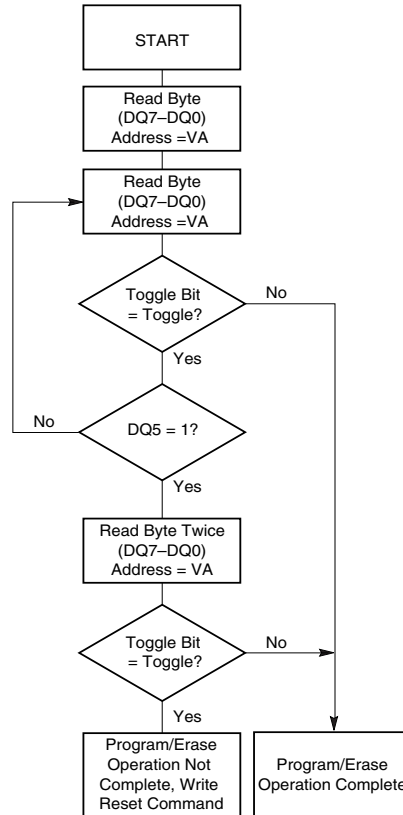 START
Read Byte
(DQ7–DQ0)
Address =VA
Read Byte
(DQ7–DQ0)
Address =VA
Toggle Bit
= Toggle?
No
Yes
No
DQ5 = 1?
Yes
Read Byte Twice
(DQ7–DQ0)
Address = VA
Toggle Bit
= Toggle?
No
Yes
Program/Erase
Operation Not
Complete, Write
Reset Command
Program/Erase
Operation Complete